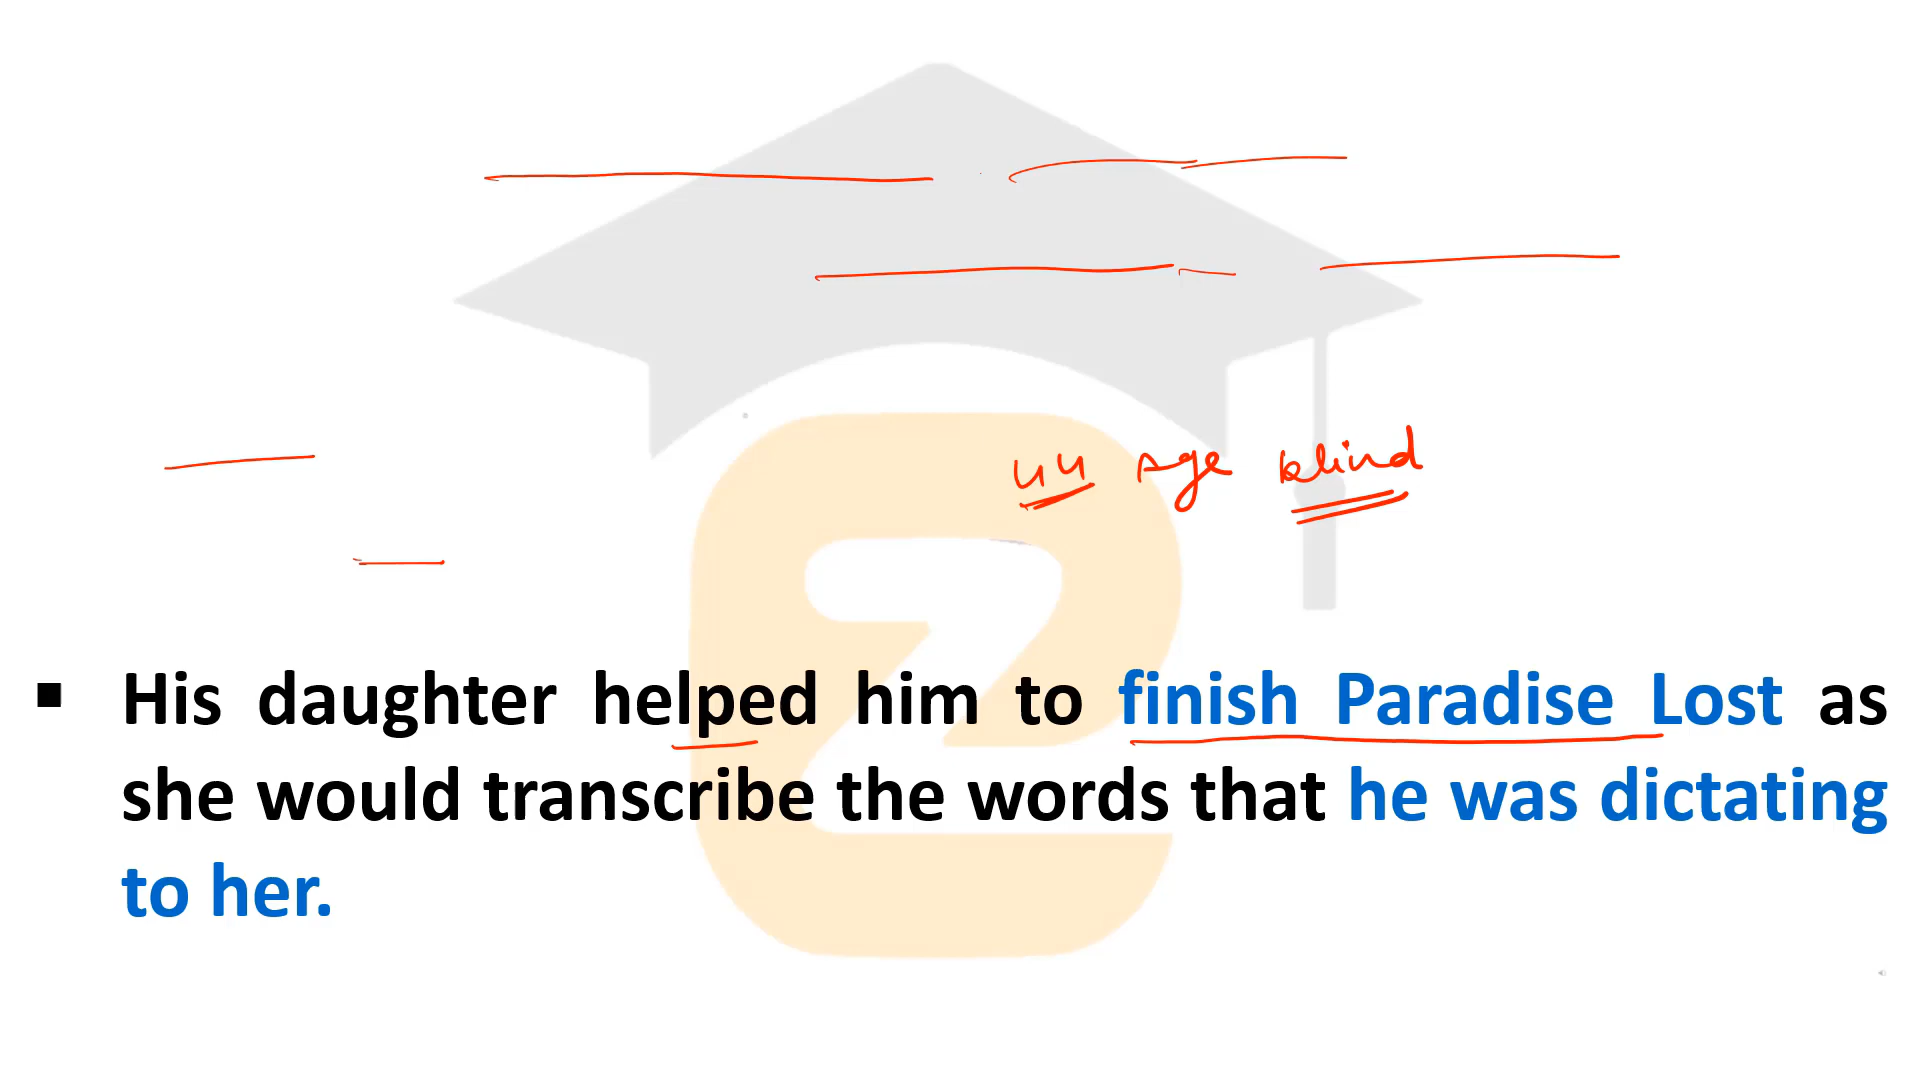 44 age blind
▪ His daughter helped him to finish Paradise Lost as
she would transcribe the words that he was dictating
to her.